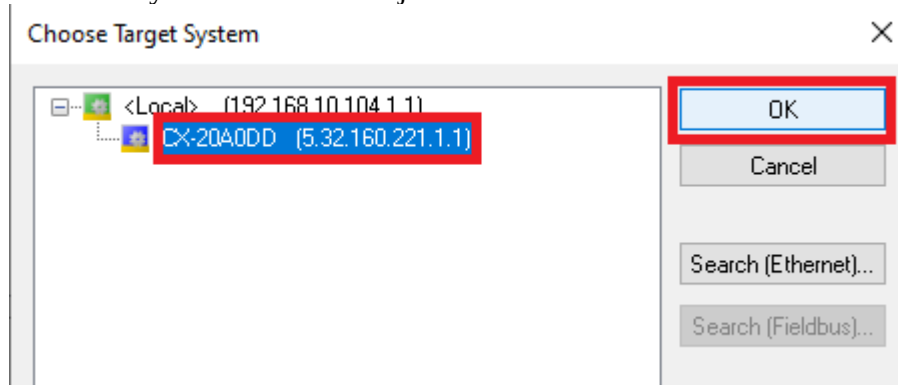 Choose Target System
<Local> (192.168.10.104.1.1)
CX-20A0DD (5.32.160.221.1.1)
OK
Cancel
Search (Ethernet)...
Search (Fieldbus)...